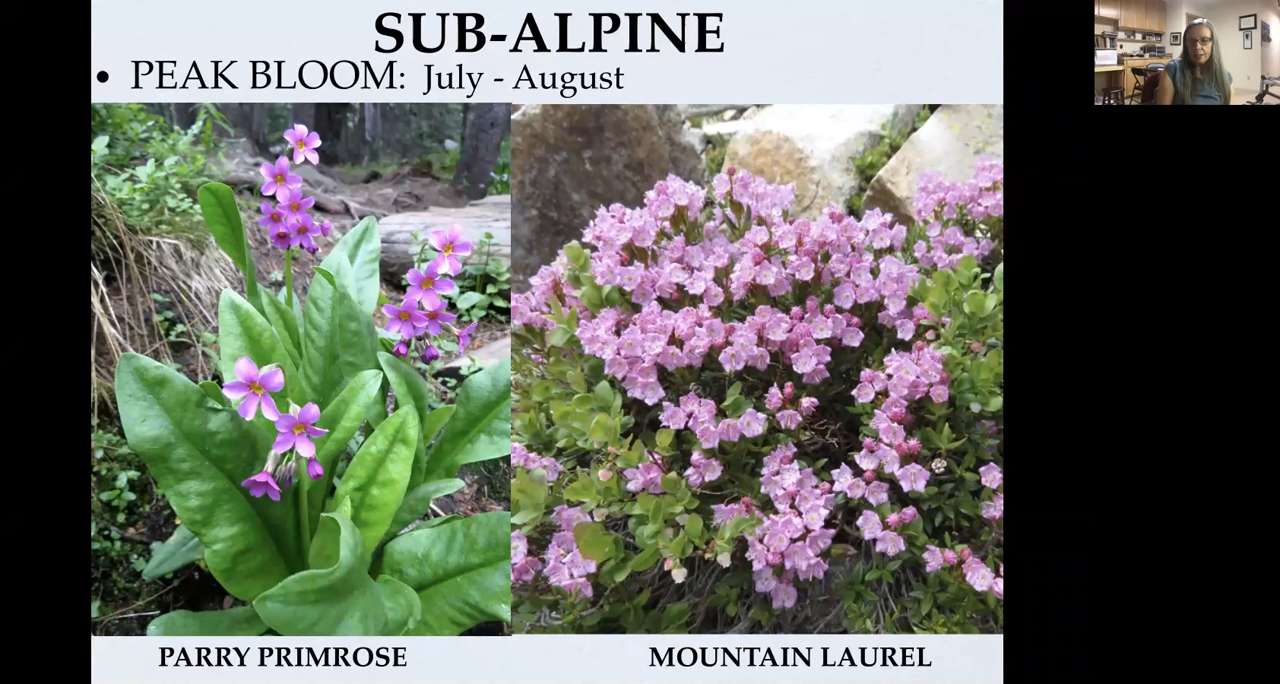 SUB-ALPINE
• PEAK BLOOM: July - August
PARRY PRIMROSE
MOUNTAIN LAUREL